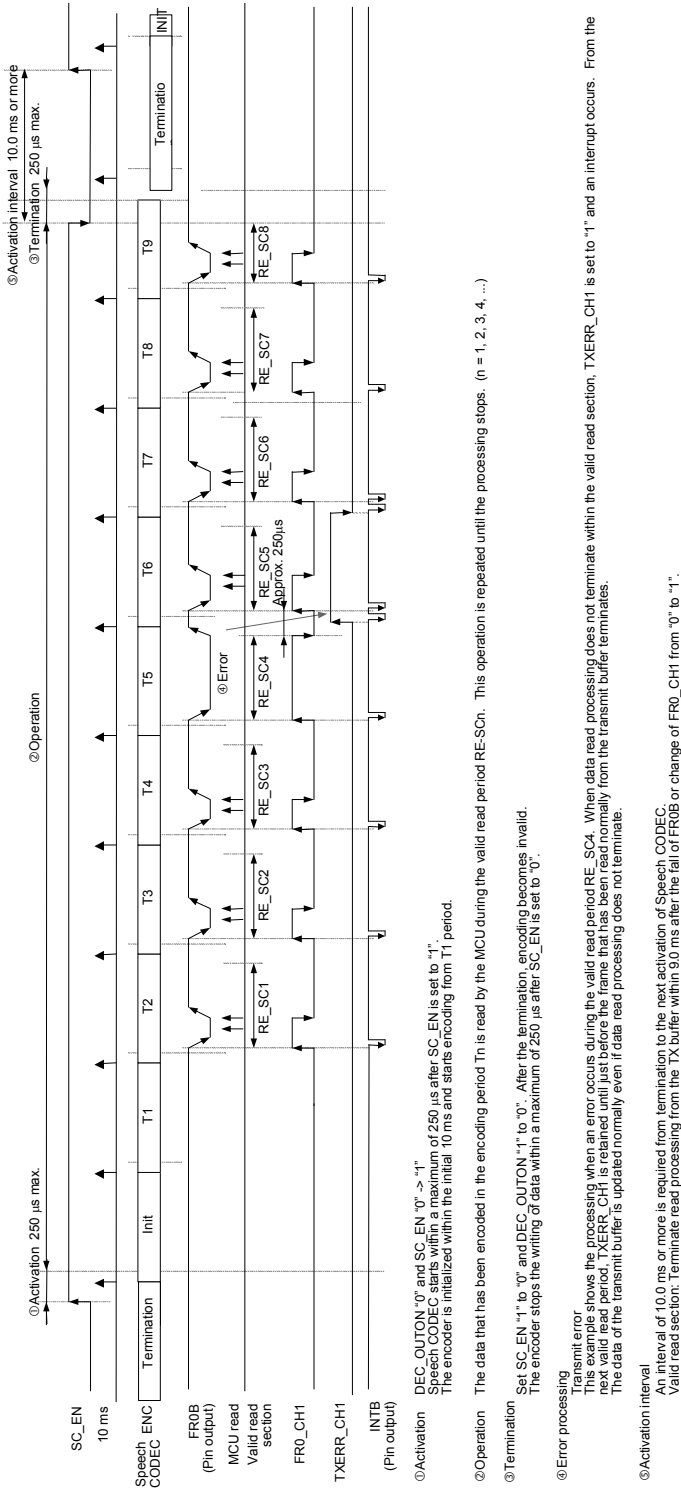 ⑤Activation interval 10.0 ms or more
①Activation 250 µs max.
②Operation
③Termination 250 µs max.
SC_EN
10 ms
Speech ENC
CODEC
Termination
Init
T1
T2
T3
T4
T5
T6
T7
T8
T9
Terminatio
INIT
FR0B
(Pin output)
MCU read
④Error
Valid read
section
RE_SC1
RE_SC2
RE_SC3
RE_SC4
RE_SC5
RE_SC6
RE_SC7
RE_SC8
Approx. 250µs
FR0_CH1
TXERR_CH1
INTB
(Pin output)
①Activation DEC_OUTON “0” and SC_EN “0” -> “1”
Speech CODEC starts within a maximum of 250 µs after SC_EN is set to “1”.
The encoder is initialized within the initial 10 ms and starts encoding from T1 period.
②Operation The data that has been encoded in the encoding period Tn is read by the MCU during the valid read period RE-SCn. This operation is repeated until the processing stops. (n = 1, 2, 3, 4, ...)
③Termination
Set SC_EN “1” to “0” and DEC_OUTON “1” to “0”. After the termination, encoding becomes invalid.
The encoder stops the writing of data within a maximum of 250 µs after SC_EN is set to “0”.
④Error processing
Transmit error
This example shows the processing when an error occurs during the valid read period RE_SC4. When data read processing does not terminate within the valid read section, TXERR_CH1 is set to “1” and an interrupt occurs. From the
next valid read period, TXERR_CH1 is retained until just before the frame that has been read normally from the transmit buffer terminates.
The data of the transmit buffer is updated normally even if data read processing does not terminate.
⑤Activation interval
An interval of 10.0 ms or more is required from termination to the next activation of Speech CODEC.
Valid read section: Terminate read processing from the TX buffer within 9.0 ms after the fall of FR0B or change of FR0_CH1 from “0” to “1”.